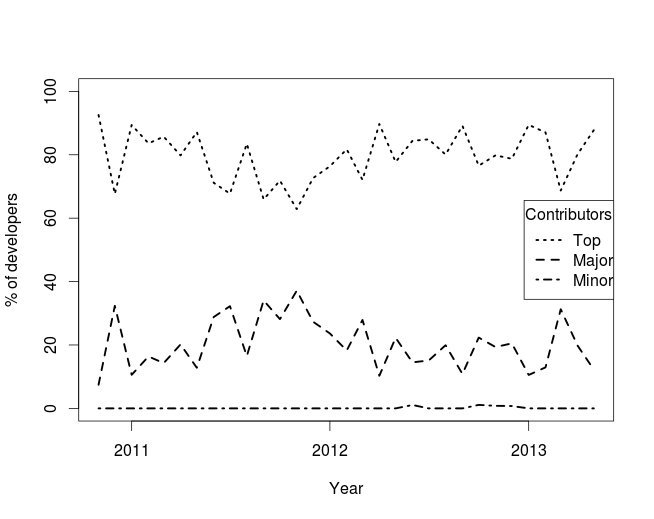 100
80
60
40
20
0
% of developers
Contributors
Top
Major
Minor
2011 2012 2013
Year